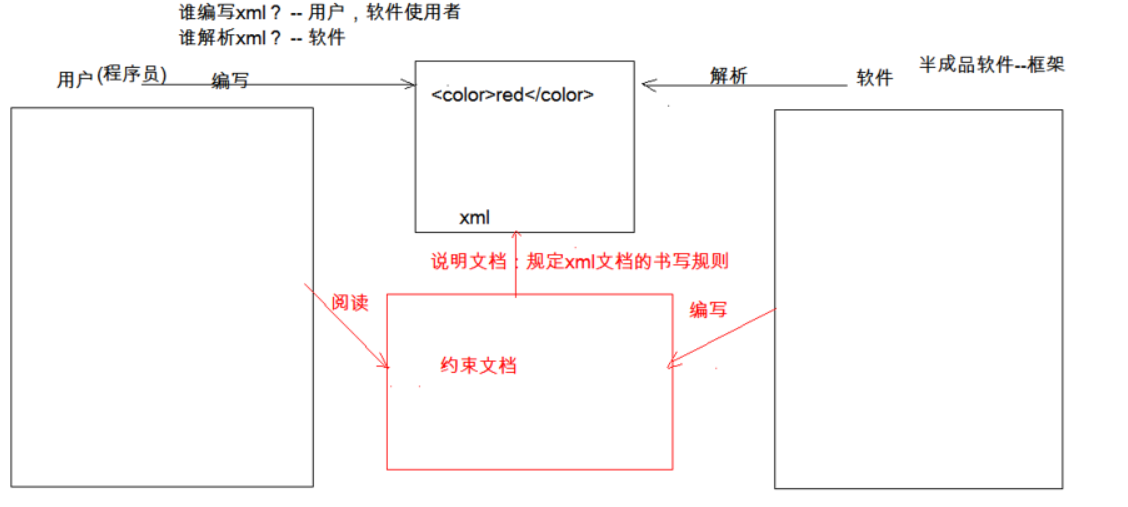 谁编写xml？ -- 用户，软件使用者
谁解析xml？ -- 软件
用户(程序员)
编写
解析
软件
半成品软件--框架
<color>red</color>
xml
说明文档：规定xml文档的书写规则
阅读
编写
约束文档